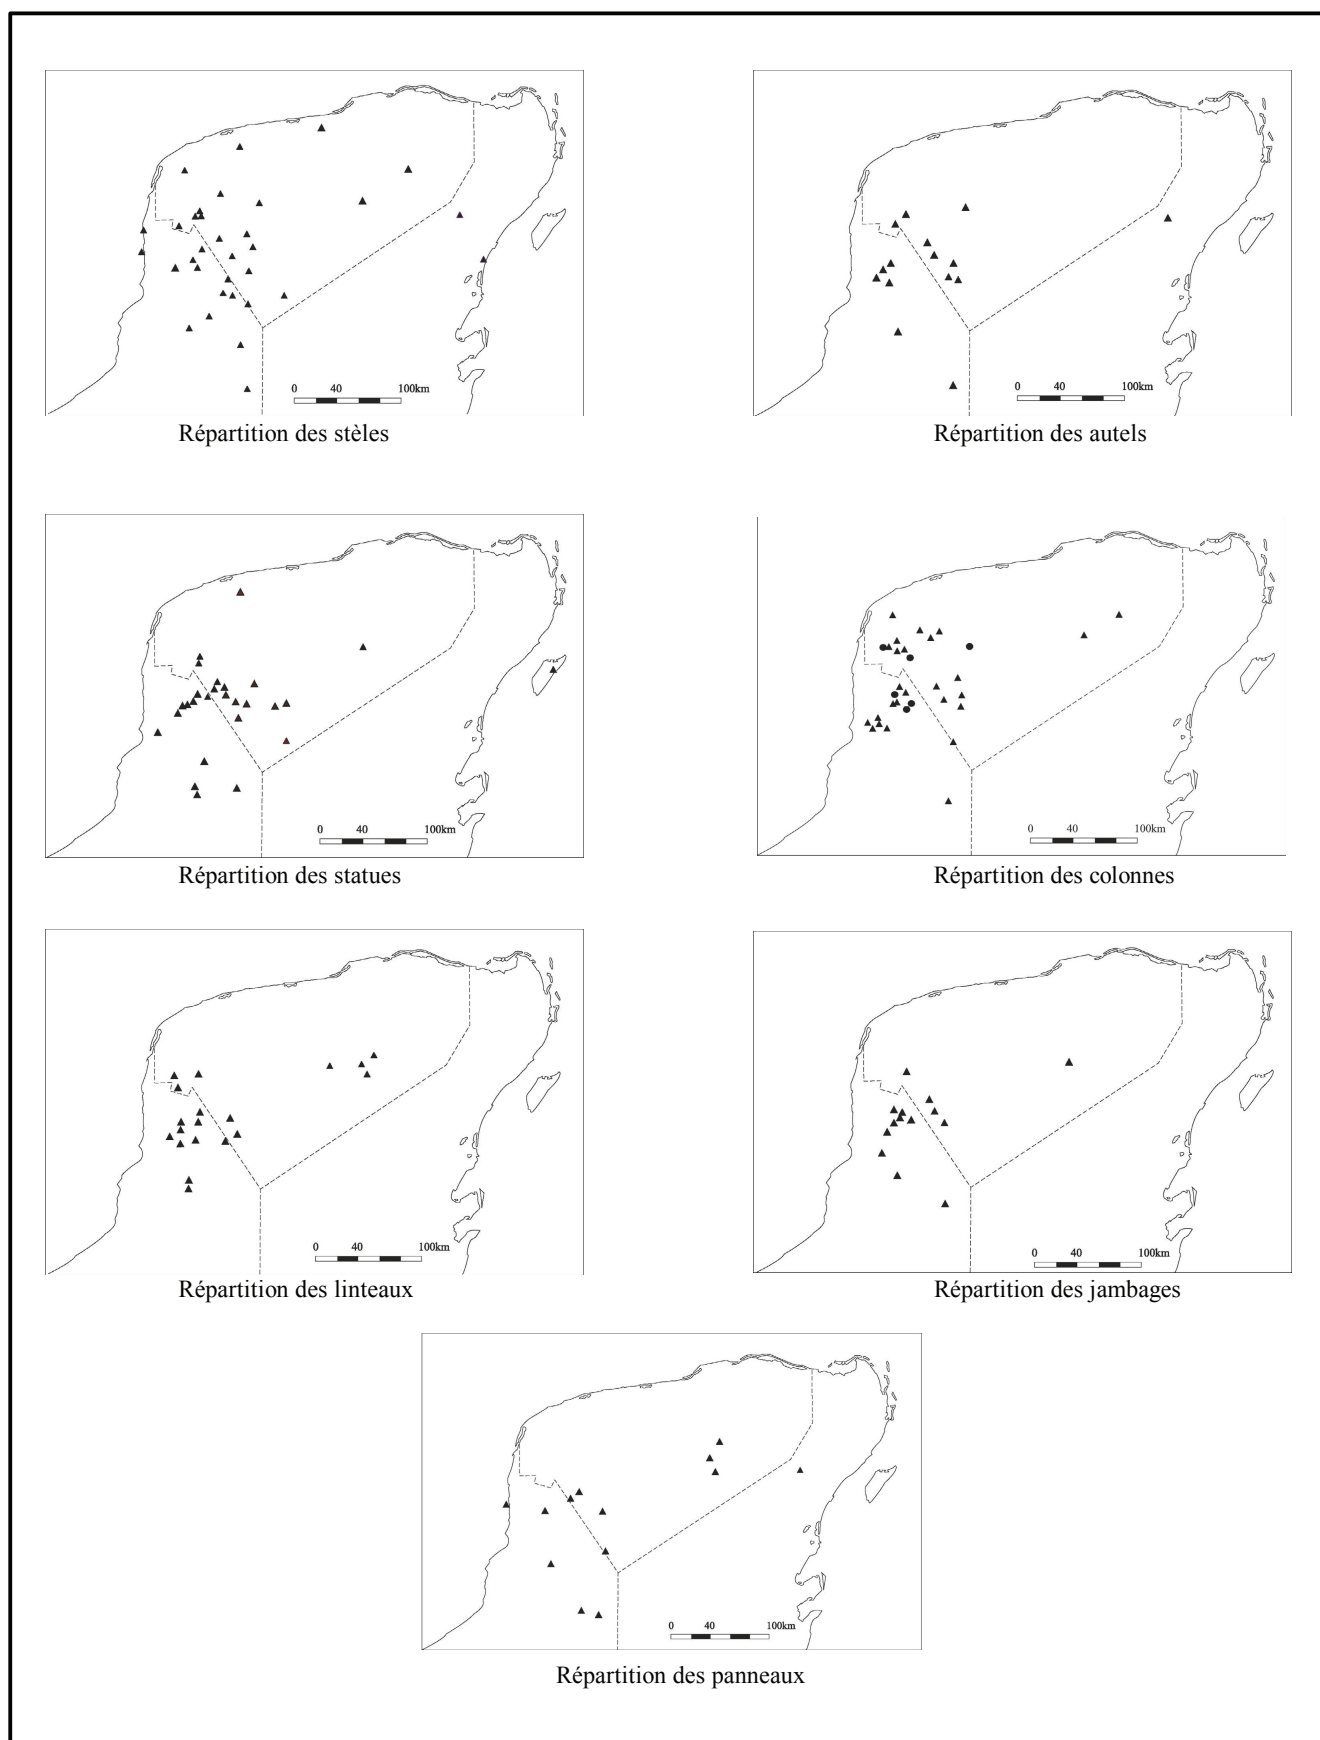 0 40 100km
0 40 100km
Répartition des stèles
Répartition des autels
0 40 100km
0 40 100km
Répartition des statues
Répartition des colonnes
0 40 100km
0 40 100km
Répartition des linteaux
Répartition des jambages
0 40 100km
Répartition des panneaux